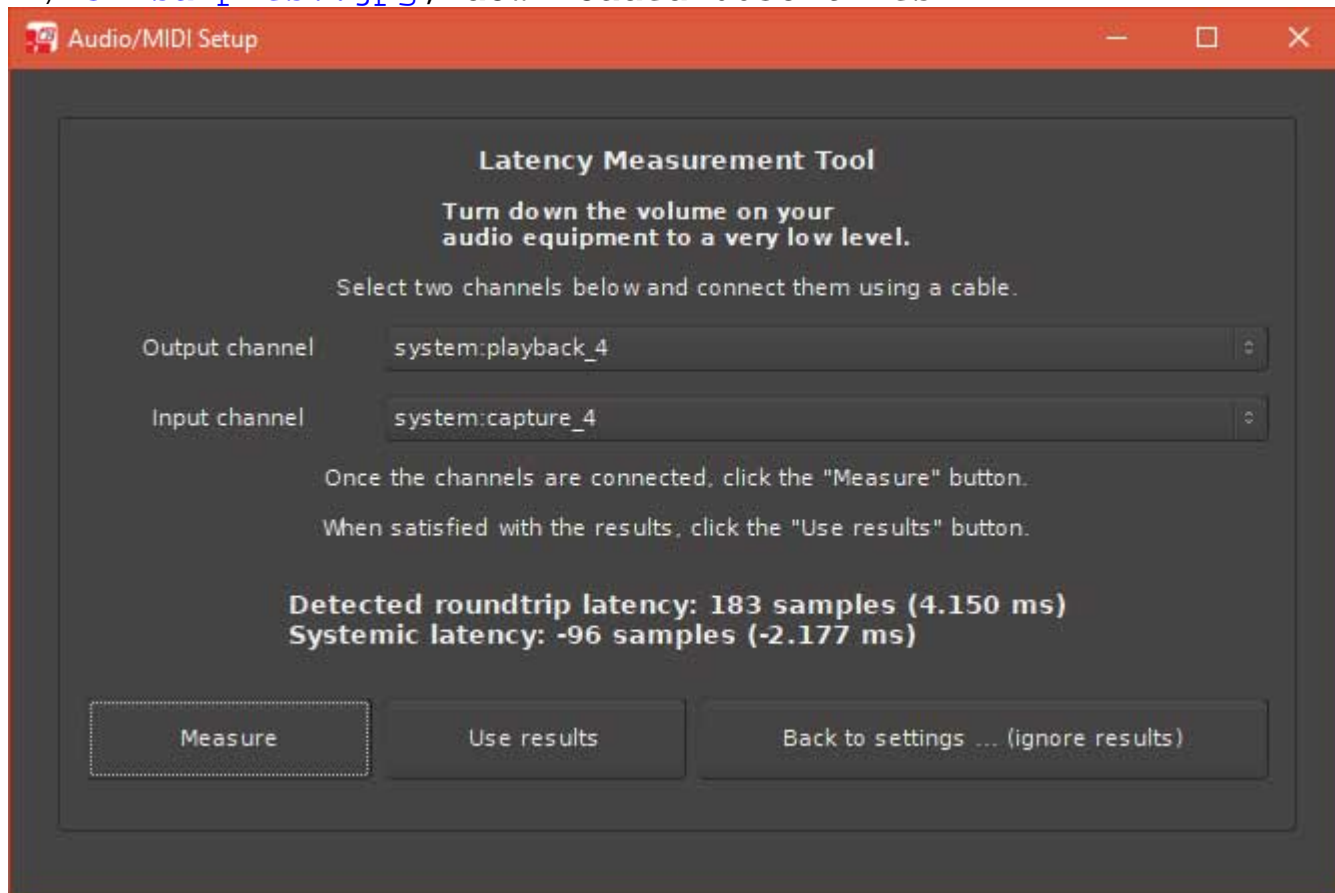 Audio/MIDI Setup
Latency Measurement Tool
Turn down the volume on your
audio equipment to a very low level.
Select two channels below and connect them using a cable.
Output channel system:playback_4
Input channel system:capture_4
Once the channels are connected, click the "Measure" button.
When satisfied with the results, click the "Use results" button.
Detected roundtrip latency: 183 samples (4.150 ms)
Systemic latency: -96 samples (-2.177 ms)
Measure Use results Back to settings ... (ignore results)